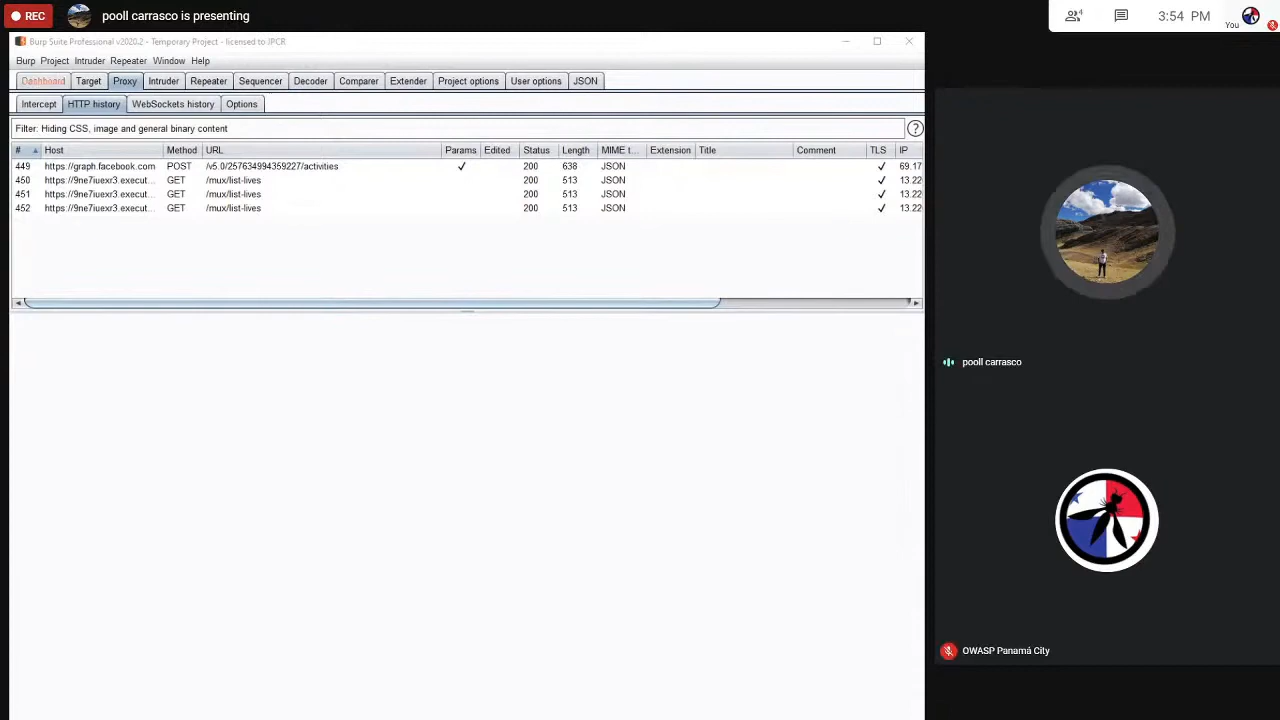 REC
pooll carrasco is presenting
4
3:54 PM
You
Burp Suite Professional v2020.2 - Temporary Project - licensed to JPCR
Burp Project Intruder Repeater Window Help
Dashboard Target Proxy Intruder Repeater Sequencer Decoder Comparer Extender Project options User options JSON
Intercept HTTP history WebSockets history Options
Filter: Hiding CSS, image and general binary content
?
# Host Method URL Params Edited Status Length MIME t... Extension Title Comment TLS IP
449 https://graph.facebook.com POST /v5.0/257634994359227/activities ✓ 200 638 JSON ✓ 69.17
450 https://9ne7iuexr3.execut... GET /mux/list-lives 200 513 JSON ✓ 13.22
451 https://9ne7iuexr3.execut... GET /mux/list-lives 200 513 JSON ✓ 13.22
452 https://9ne7iuexr3.execut... GET /mux/list-lives 200 513 JSON ✓ 13.22
pooll carrasco
OWASP Panamá City